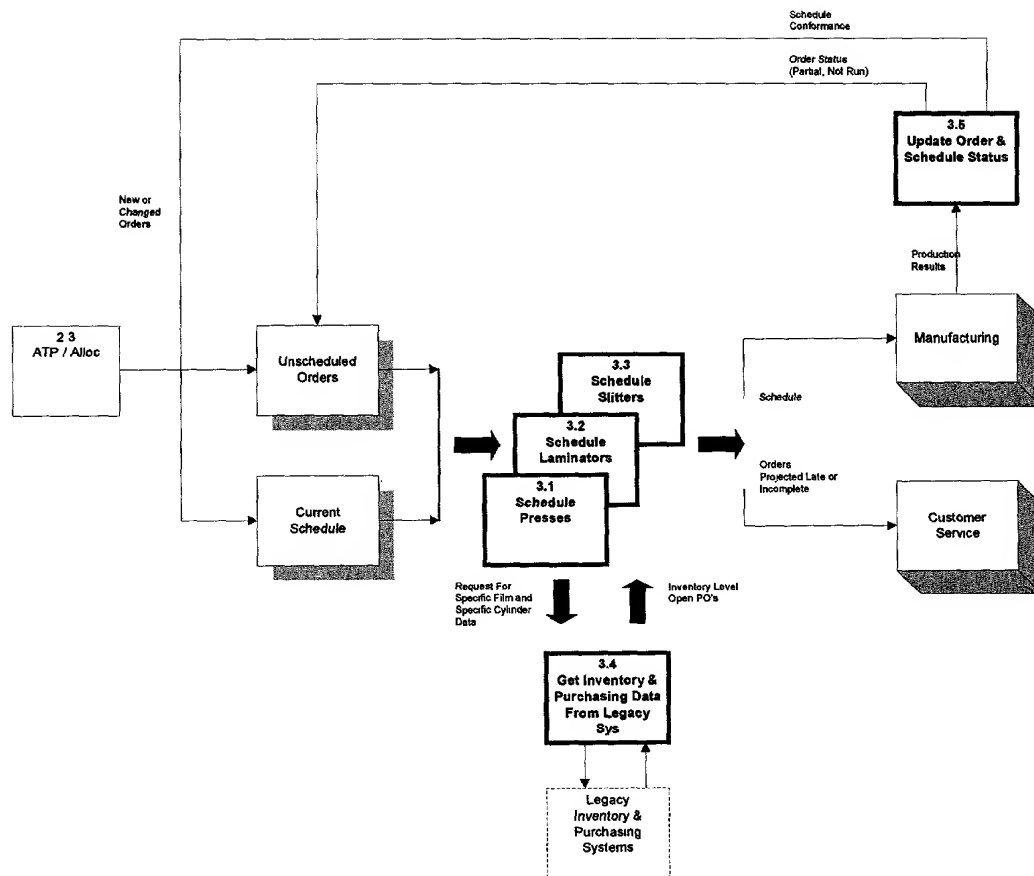 Schedule
Conformance
Order Status
(Partial, Not Run)
3.5
Update Order &
Schedule Status
New or
Changed
Orders
Production
Results
2 3
ATP / Alloc
Unscheduled
Orders
Manufacturing
3.3
Schedule
Slitters
Schedule
3.2
Schedule
Laminators
Orders
Projected Late or
Incomplete
3.1
Schedule
Presses
Current
Schedule
Customer
Service
Request For
Specific Film and
Specific Cylinder
Data
Inventory Level
Open PO's
3.4
Get Inventory &
Purchasing Data
From Legacy
Sys
Legacy
Inventory &
Purchasing
Systems